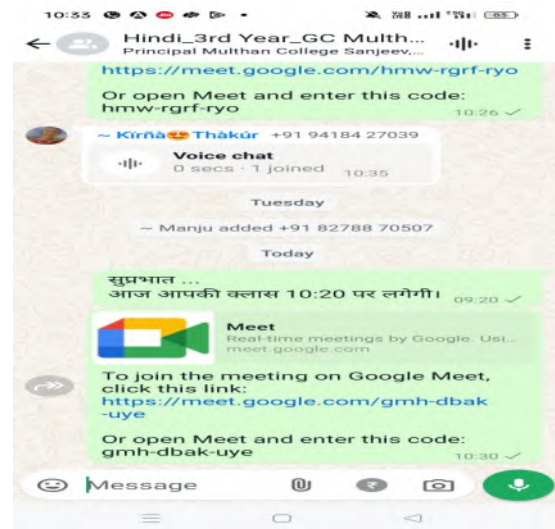 10:33
Hindi_3rd Year_GC Multh...
Principal Multhan College Sanjeev,...
https://meet.google.com/hmw-rgrf-ryo
Or open Meet and enter this code:
hmw-rgrf-ryo
10:26
~ Kïrñà😍Thàkúr +91 94184 27039
Voice chat
0 secs · 1 joined 10:35
Tuesday
~ Manju added +91 82788 70507
Today
सुप्रभात ...
आज आपकी क्लास 10:20 पर लगेगी। 09:20
Meet
Real-time meetings by Google. Usi...
meet.google.com
To join the meeting on Google Meet,
click this link:
https://meet.google.com/gmh-dbak
-uye
Or open Meet and enter this code:
gmh-dbak-uye
10:30
Message